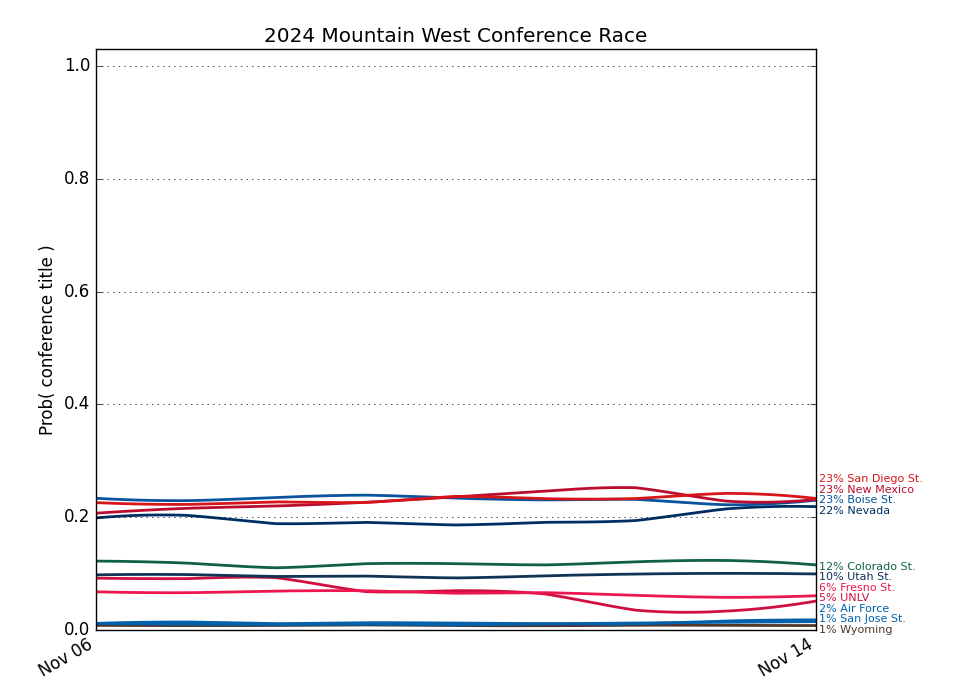 2024 Mountain West Conference Race
Prob( conference title )
1.0
0.8
0.6
0.4
0.2
0.0
Nov 06
Nov 14
23% San Diego St.
23% New Mexico
23% Boise St.
22% Nevada
12% Colorado St.
10% Utah St.
6% Fresno St.
5% UNLV
2% Air Force
1% San Jose St.
1% Wyoming